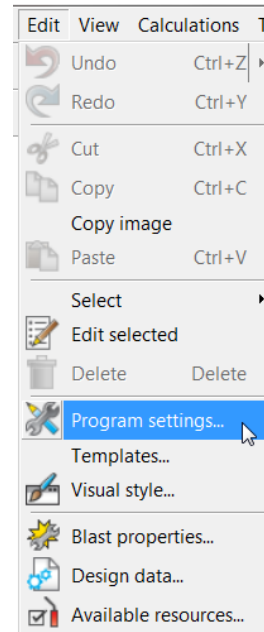 Edit View Calculations
Undo Ctrl+Z
Redo Ctrl+Y
Cut Ctrl+X
Copy Ctrl+C
Copy image
Paste Ctrl+V
Select
Edit selected
Delete Delete
Program settings...
Templates...
Visual style...
Blast properties...
Design data...
Available resources...